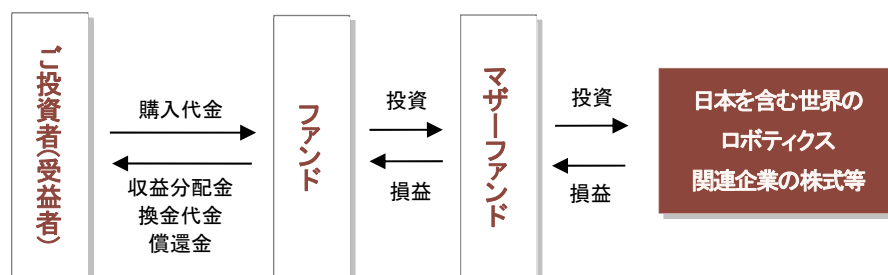 ご投資者(受益者)
購入代金
収益分配金
換金代金
償還金
ファンド
投資
損益
マザーファンド
投資
損益
日本を含む世界の
ロボティクス
関連企業の株式等